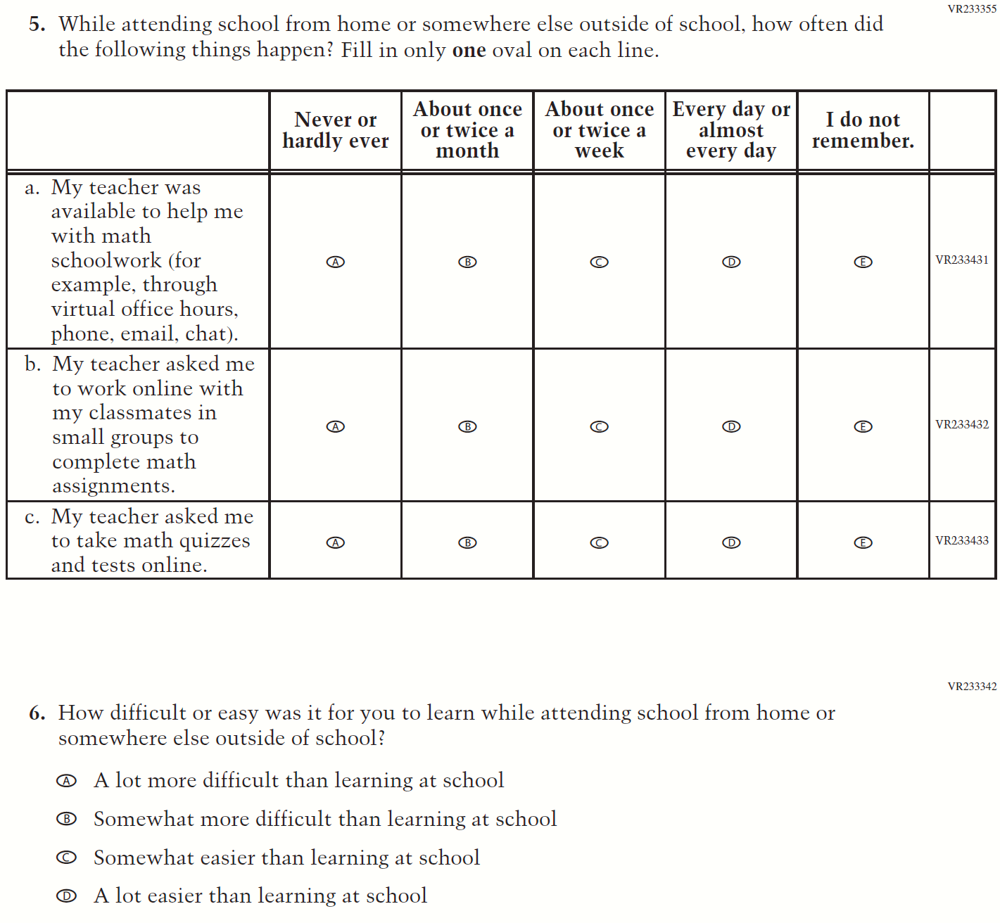 VR233355
5. While attending school from home or somewhere else outside of school, how often did
the following things happen? Fill in only one oval on each line.
Never or
hardly ever
About once
or twice a
month
About once
or twice a
week
Every day or
almost
every day
I do not
remember.
a. My teacher was
available to help me
with math
schoolwork (for
example, through
virtual office hours,
phone, email, chat).
A B C D E VR233431
b. My teacher asked me
to work online with
my classmates in
small groups to
complete math
assignments.
A B C D E VR233432
c. My teacher asked me
to take math quizzes
and tests online.
A B C D E VR233433
VR233342
6. How difficult or easy was it for you to learn while attending school from home or
somewhere else outside of school?
A A lot more difficult than learning at school
B Somewhat more difficult than learning at school
C Somewhat easier than learning at school
D A lot easier than learning at school